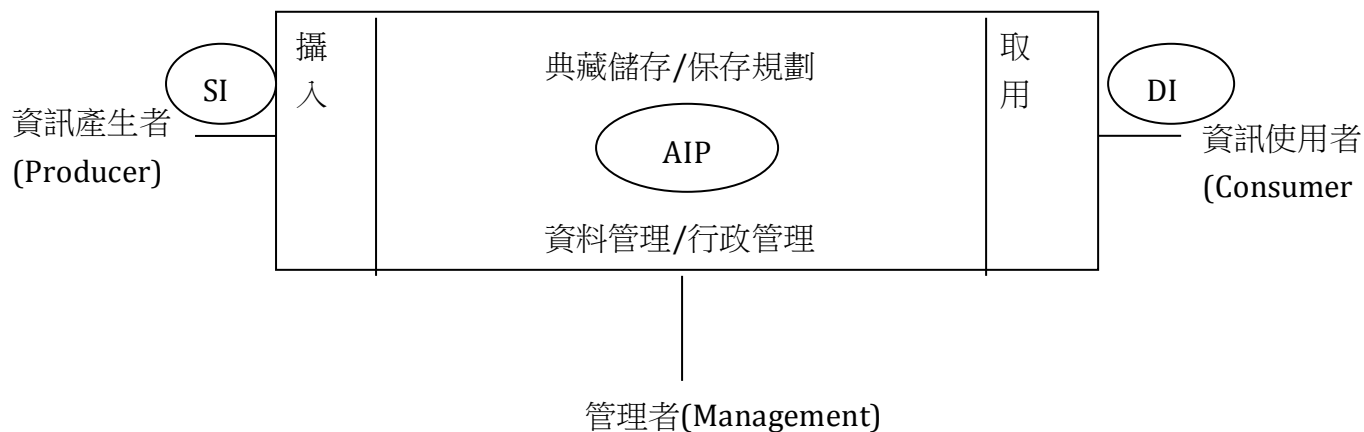 攝入
典藏儲存/保存規劃
取用
SI
DI
資訊產生者
(Producer)
AIP
資訊使用者
(Consumer
資料管理/行政管理
管理者(Management)